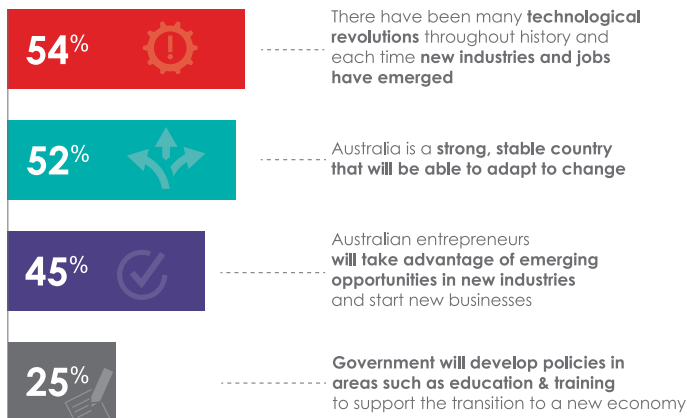 54%
There have been many technological
revolutions throughout history and
each time new industries and jobs
have emerged
52%
Australia is a strong, stable country
that will be able to adapt to change
45%
Australian entrepreneurs
will take advantage of emerging
opportunities in new industries
and start new businesses
25%
Government will develop policies in
areas such as education & training
to support the transition to a new economy